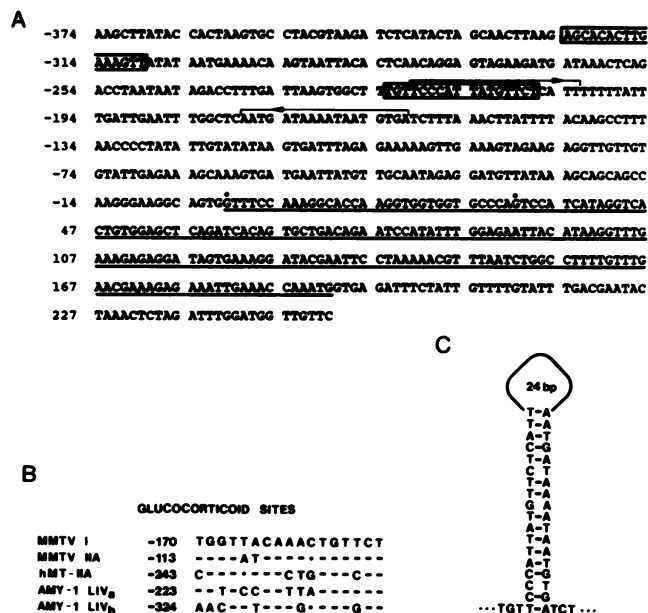 A
-374 AAGCTTATAC CACTAAGTGC CCTACGTAAG ATCTCATACTA GCAACTTAAG AGCACACTTG
-314 AAAGTTATAT AATGAAAACA AGTAATTACA CTCAACAGGA GTAGAAGATG ATAAACTCAG
-254 ACCTAATAAT AGACCTTTGA TTAAGTGGCT TTGTTCCCAT TATGTTCTCA TTTTTTTATT
-194 TGATTGAATT TGGCTCAATG ATAAAATAAT GTGATCTTTA AACTTATTTT ACAAGCCTTT
-134 AACCCCTATA TTGTATATAA GTGATTTAGA GAAAAAGTTG AAAGTAGAAG AGGTTGTTGT
-74 GTATTGAGAA AGCAAAGTGA TGAATTATGT TGCAATAGAG GATGTTATAA AGCAGCAGCC
-14 AAGGGAAGGC AGTGGTTTCC AAAGGCACCA AGGTGGTGGT GCCCAGTCCA TCATAGGTCA
47 CTGTGGAGCT CAGATCACAG TGCTGACAGA ATCCATATTT GGAGAATTAC ATAAGGTTTG
107 AAAGAGAGGA TAGTGAAAGG ATACGAATTC CTAAAAACGT TTAATCTGGC CTTTTGTTTG
167 AACGAAAGAG AAATTGAAAC CAAATGGTGA GATTTCTATT GTTTTGTATT TGACGAATAC
227 TAAACTCTAG ATTTGGATGG TTGTTC
C
24 bp
T-A
T-A
A T
C-G
T A
C T
T-A
T-A
G A
T-A
A-T
T-A
T A
A-T
C-G
C T
C-G
···TGTT-ATCT···
B
GLUCOCORTICOID SITES
MMTV I -170 TGGTTACAAACTGTTCT
MMTV IIA -113 ----AT-----------
hMT-IIA -243 C-------CTG---C--
AMY-1 LIVa -223 --T-CC--TTA------
AMY-1 LIVb -324 AAC--T---G----G--